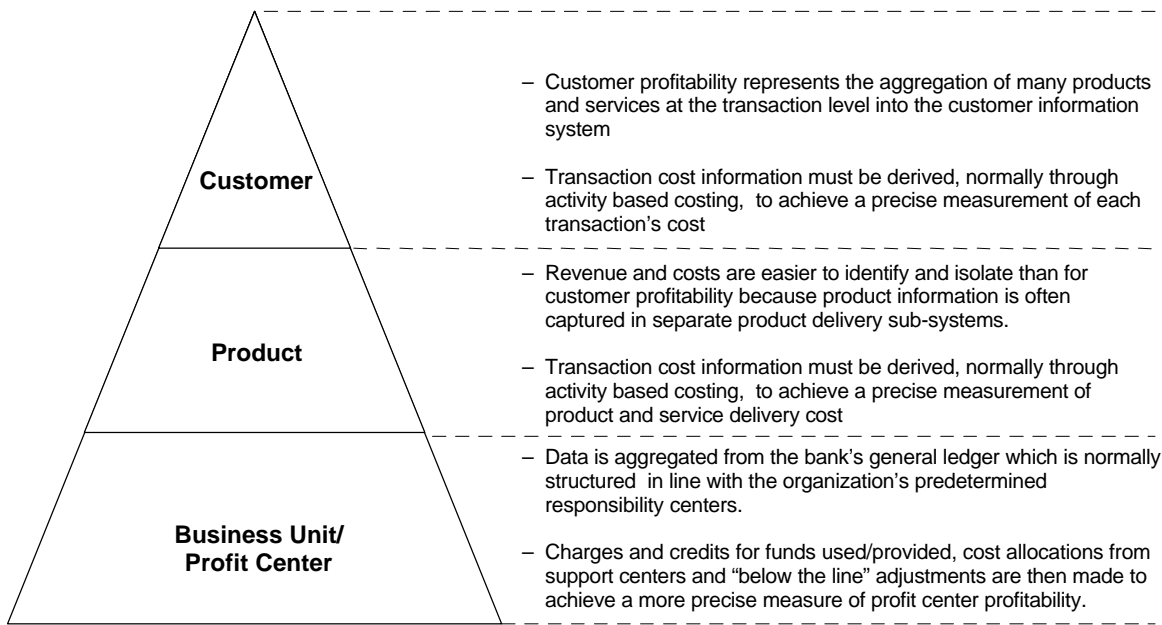 – Customer profitability represents the aggregation of many products
and services at the transaction level into the customer information
system
Customer
– Transaction cost information must be derived, normally through
activity based costing,  to achieve a precise measurement of each
transaction's cost
– Revenue and costs are easier to identify and isolate than for
customer profitability because product information is often
captured in separate product delivery sub-systems.
Product
– Transaction cost information must be derived, normally through
activity based costing,  to achieve a precise measurement of
product and service delivery cost
– Data is aggregated from the bank's general ledger which is normally
structured  in line with the organization's predetermined
responsibility centers.
Business Unit/
Profit Center
– Charges and credits for funds used/provided, cost allocations from
support centers and “below the line” adjustments are then made to
achieve a more precise measure of profit center profitability.